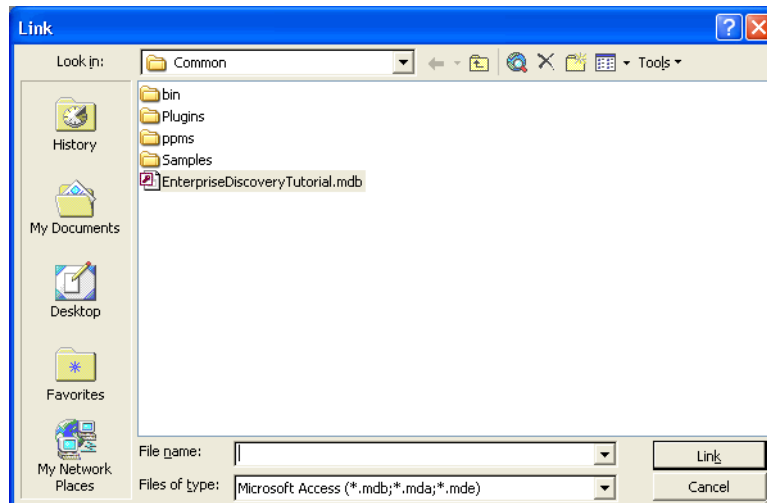 Link
Look in:
Common
Tools
History
My Documents
Desktop
Favorites
My Network
Places
bin
Plugins
ppms
Samples
EnterpriseDiscoveryTutorial.mdb
File name:
Link
Files of type:
Microsoft Access (*.mdb;*.mda;*.mde)
Cancel